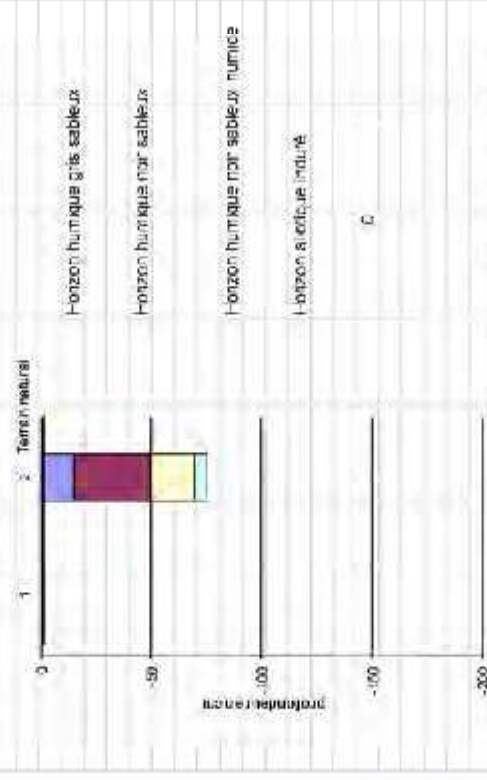 Horizon humique gris sableux
Horizon humique noir sableux
Horizon humique noir sableux humide
Horizon alliotique induré
Terrain naturel
1
2
0
-50
-100
-150
-200
profondeur en cm